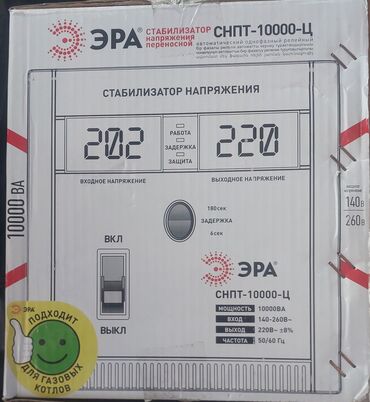 ЭРА
СТАБИЛИЗАТОР
напряжения
переносной
СНПТ-10000-Ц
автоматический однофазный релейный
СТАБИЛИЗАТОР НАПРЯЖЕНИЯ
202
РАБОТА
ЗАДЕРЖКА
ЗАЩИТА
220
ВХОДНОЕ НАПРЯЖЕНИЕ
ВЫХОДНОЕ НАПРЯЖЕНИЕ
180сек
ЗАДЕРЖКА
6сек
10000 ВА
140в
260в
ВКЛ
ВЫКЛ
ЭРА
СНПТ-10000-Ц
МОЩНОСТЬ 10000ВА
ВХОД 140-260В~
ВЫХОД 220В~ ±8%
ЧАСТОТА 50/60 Гц
ЭРА
ПОДХОДИТ
ДЛЯ ГАЗОВЫХ
КОТЛОВ